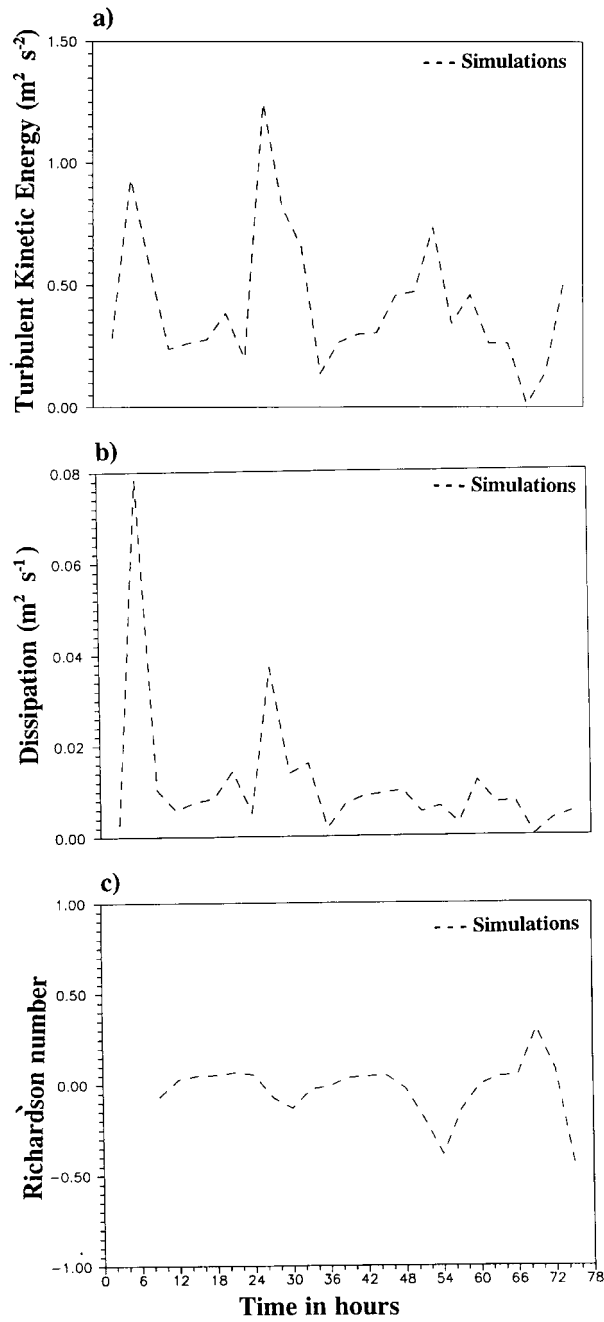 a)
1.50
--- Simulations
1.00
0.50
0.00
Turbulent Kinetic Energy (m² s⁻²)
b)
0.08
--- Simulations
0.06
0.04
0.02
0.00
Dissipation (m² s⁻¹)
c)
1.00
--- Simulations
0.50
0.00
−0.50
−1.00
Richardson number
0 6 12 18 24 30 36 42 48 54 60 66 72 78
Time in hours